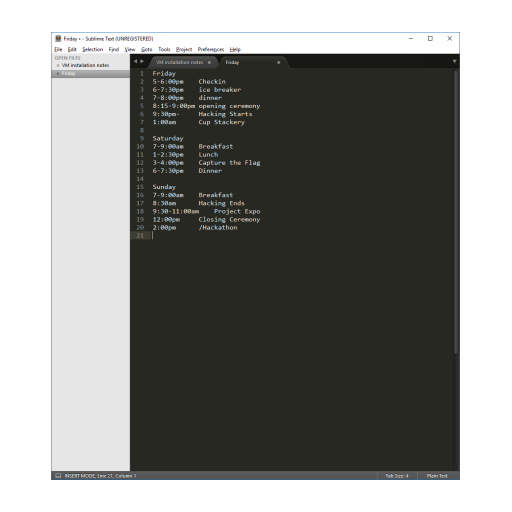 Friday • - Sublime Text (UNREGISTERED)
File Edit Selection Find View Goto Tools Project Preferences Help
OPEN FILES
VM installation notes
Friday
VM installation notes
Friday
1 Friday
2 5-6:00pm Checkin
3 6-7:30pm ice breaker
4 7-8:00pm dinner
5 8:15-9:00pm opening ceremony
6 9:30pm- Hacking Starts
7 1:00am Cup Stackery
8
9 Saturday
10 7-9:00am Breakfast
11 1-2:30pm Lunch
12 3-4:00pm Capture the Flag
13 6-7:30pm Dinner
14
15 Sunday
16 7-9:00am Breakfast
17 8:30am Hacking Ends
18 9:30-11:00am Project Expo
19 12:00pm Closing Ceremony
20 2:00pm /Hackathon
21
INSERT MODE, Line 21, Column 1
Tab Size: 4 Plain Text